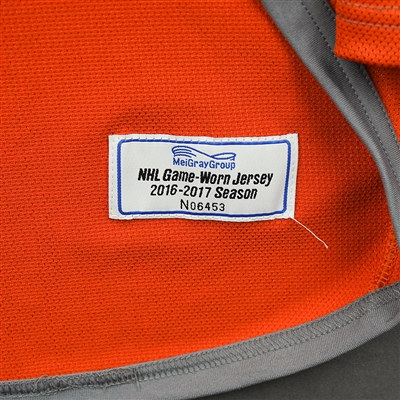 MeiGrayGroup
NHL Game-Worn Jersey
2016-2017 Season
N06453